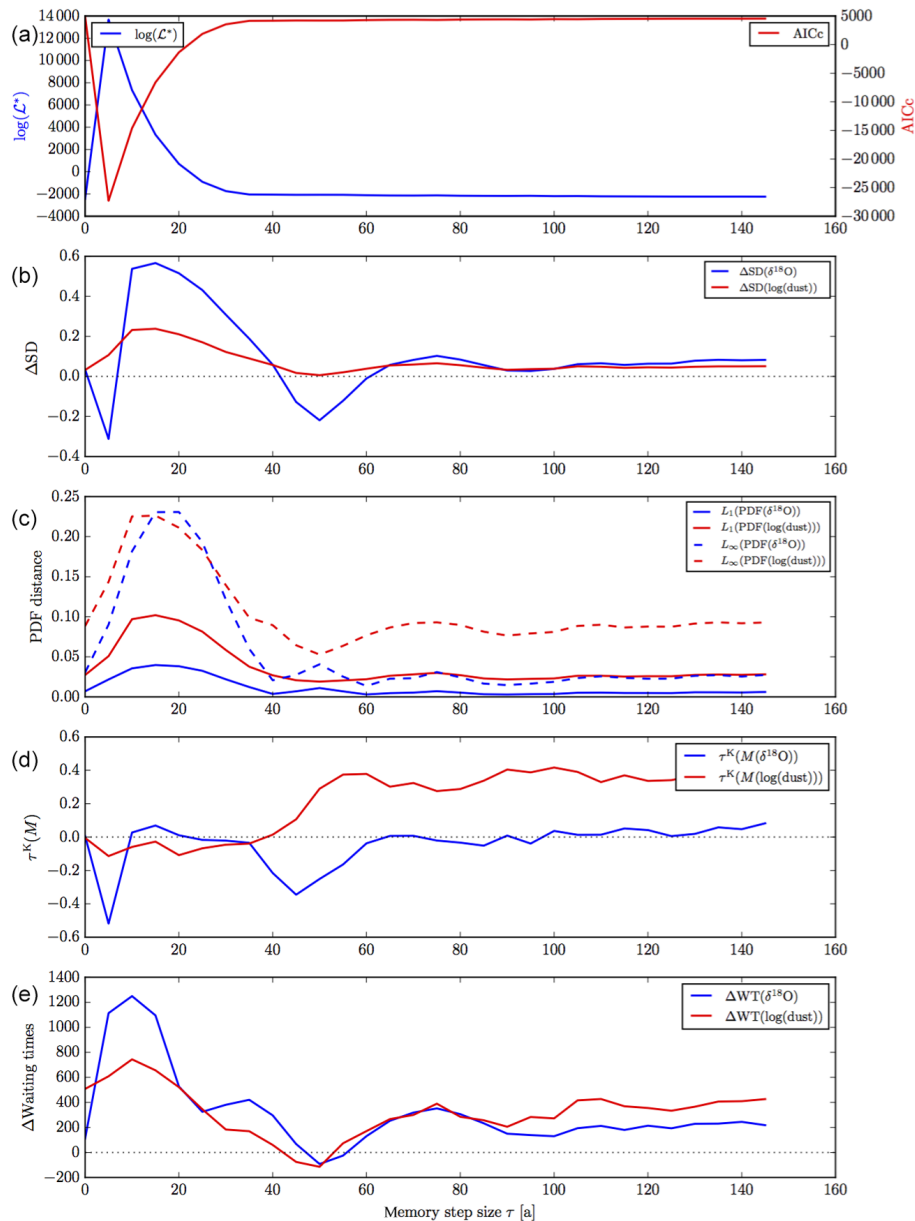 (a)
14 000
12 000
10 000
8000
6000
4000
2000
0
−2000
−4000
log(ℒ*)
log(ℒ*)
AICc
5000
0
−5000
−10 000
−15 000
−20 000
−25 000
−30 000
AICc
0 20 40 60 80 100 120 140 160
(b)
0.6
0.4
0.2
0.0
−0.2
−0.4
ΔSD
ΔSD(δ¹⁸O)
ΔSD(log(dust))
0 20 40 60 80 100 120 140 160
(c)
0.25
0.20
0.15
0.10
0.05
0.00
PDF distance
L₁(PDF(δ¹⁸O))
L₁(PDF(log(dust)))
L∞(PDF(δ¹⁸O))
L∞(PDF(log(dust)))
0 20 40 60 80 100 120 140 160
(d)
0.6
0.4
0.2
0.0
−0.2
−0.4
−0.6
τᴷ(M)
τᴷ(M(δ¹⁸O))
τᴷ(M(log(dust)))
0 20 40 60 80 100 120 140 160
(e)
1400
1200
1000
800
600
400
200
0
−200
ΔWaiting times
ΔWT(δ¹⁸O)
ΔWT(log(dust))
0 20 40 60 80 100 120 140 160
Memory step size τ [a]